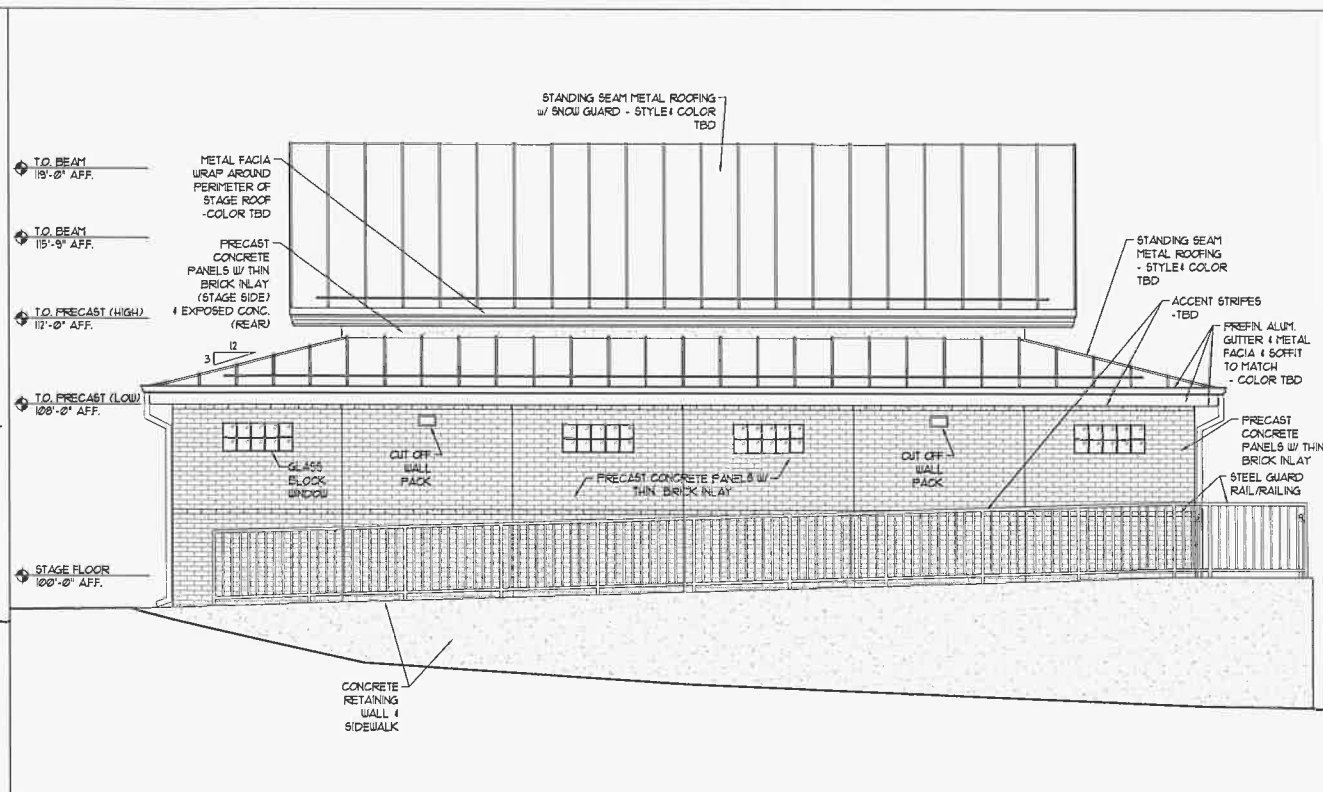 STANDING SEAM METAL ROOFING
W/ SNOW GUARD - STYLE & COLOR
TBD
T.O. BEAM
119'-0" AFF.
METAL FACIA
WRAP AROUND
PERIMETER OF
STAGE ROOF
-COLOR TBD
T.O. BEAM
115'-9" AFF.
PRECAST
CONCRETE
PANELS W/ THIN
BRICK INLAY
(STAGE SIDE)
& EXPOSED CONC.
(REAR)
STANDING SEAM
METAL ROOFING
- STYLE & COLOR
TBD
T.O. PRECAST (HIGH)
112'-0" AFF.
ACCENT STRIPES
-TBD
PREFIN. ALUM.
GUTTER & METAL
FACIA & SOFFIT
TO MATCH
- COLOR TBD
12
3
T.O. PRECAST (LOW)
108'-0" AFF.
GLASS
BLOCK
WINDOW
CUT OFF
WALL
PACK
PRECAST CONCRETE PANELS W/
THIN BRICK INLAY
CUT OFF
WALL
PACK
PRECAST
CONCRETE
PANELS W/ THIN
BRICK INLAY
STEEL GUARD
RAIL/RAILING
STAGE FLOOR
100'-0" AFF.
CONCRETE
RETAINING
WALL &
SIDEWALK